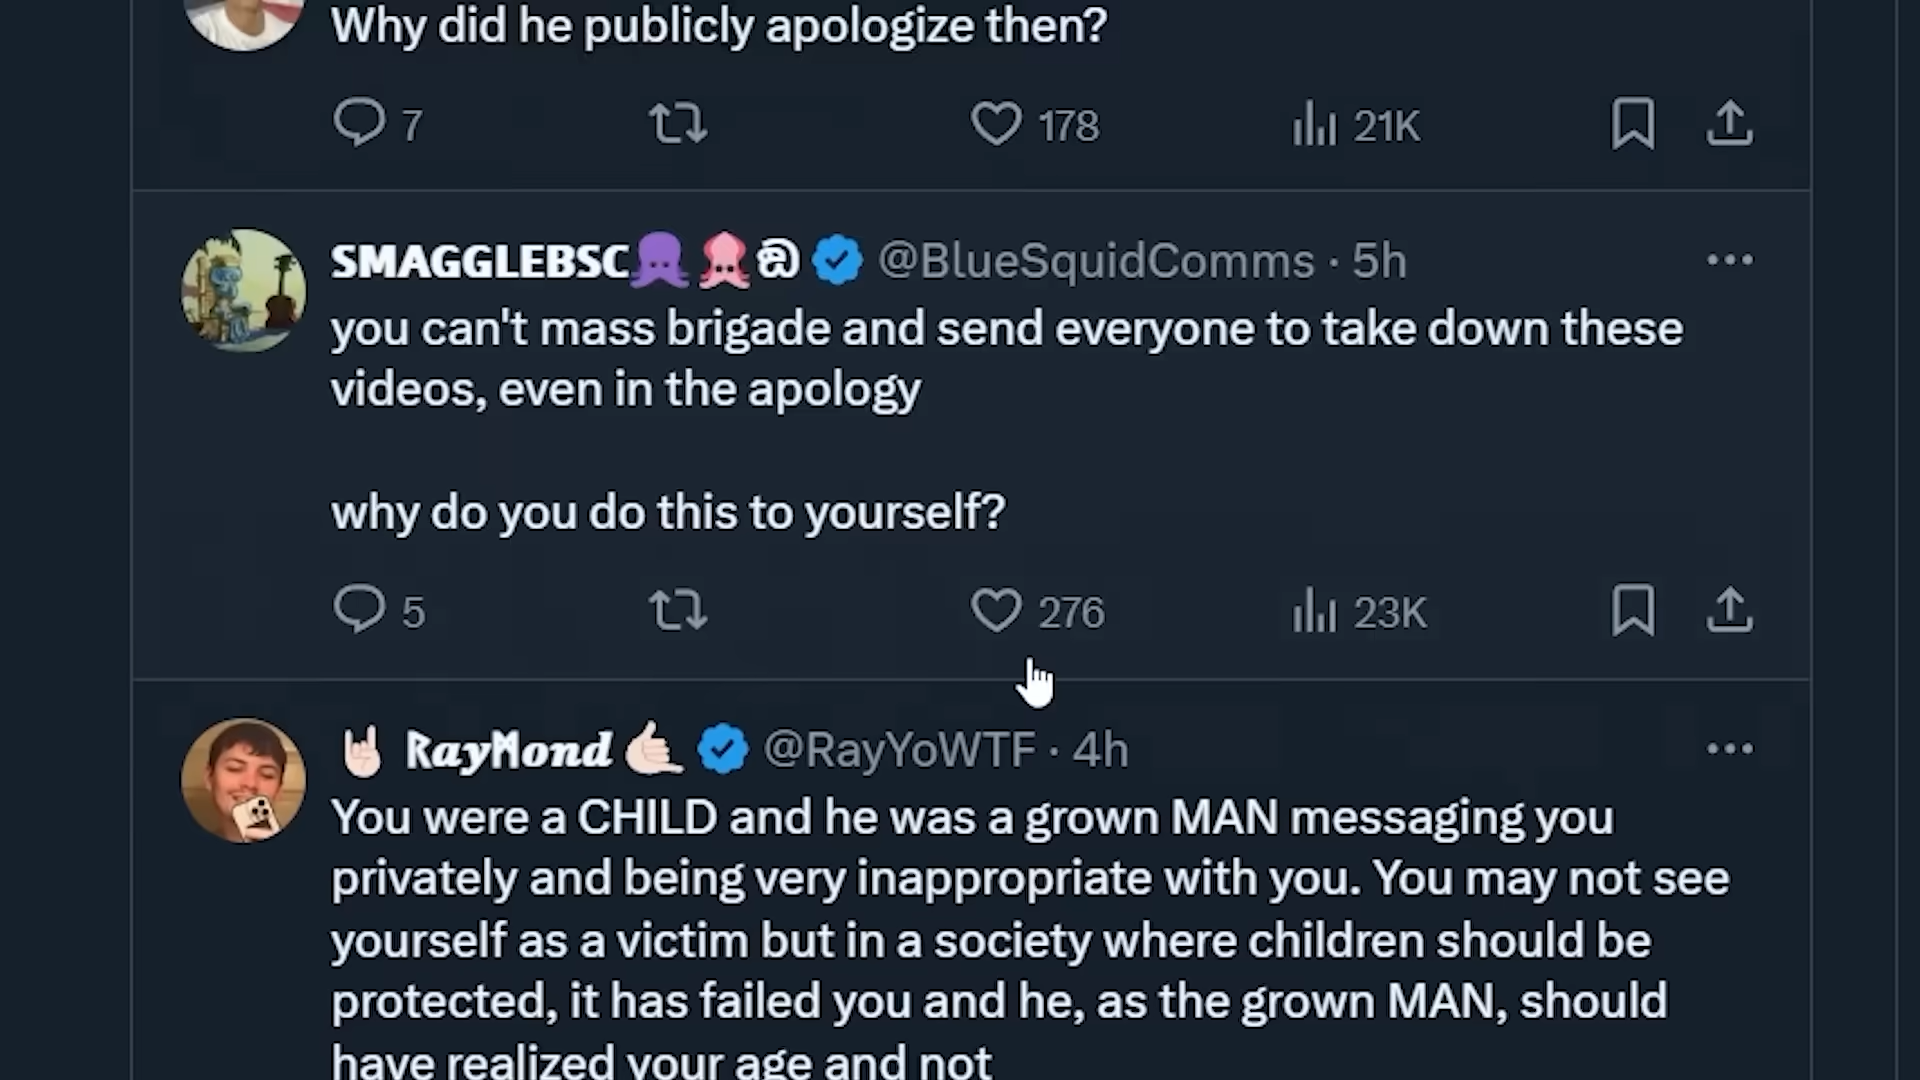 Why did he publicly apologize then?
7 178 21K
SMAGGLEBSC🐙🦑 @BlueSquidComms · 5h
you can't mass brigade and send everyone to take down these
videos, even in the apology
why do you do this to yourself?
5 276 23K
🤘🏻 RayMond 🤙🏻 @RayYoWTF · 4h
You were a CHILD and he was a grown MAN messaging you
privately and being very inappropriate with you. You may not see
yourself as a victim but in a society where children should be
protected, it has failed you and he, as the grown MAN, should
have realized your age and not